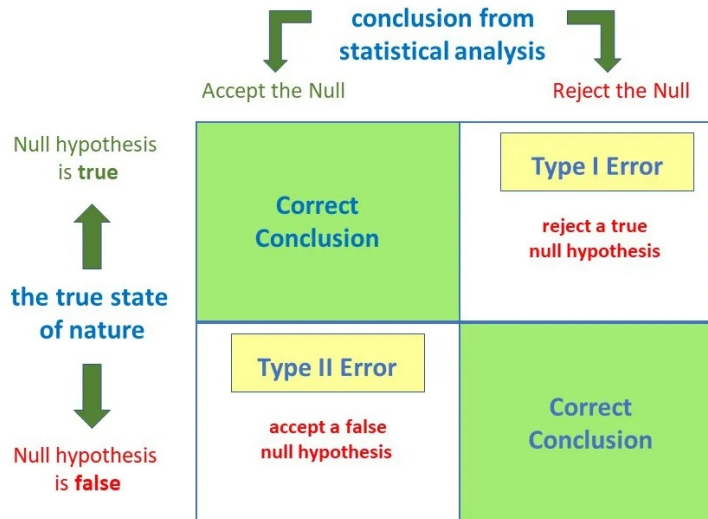 conclusion from
statistical analysis
Accept the Null
Reject the Null
Null hypothesis
is true
Correct
Conclusion
Type I Error
reject a true
null hypothesis
the true state
of nature
Type II Error
accept a false
null hypothesis
Correct
Conclusion
Null hypothesis
is false